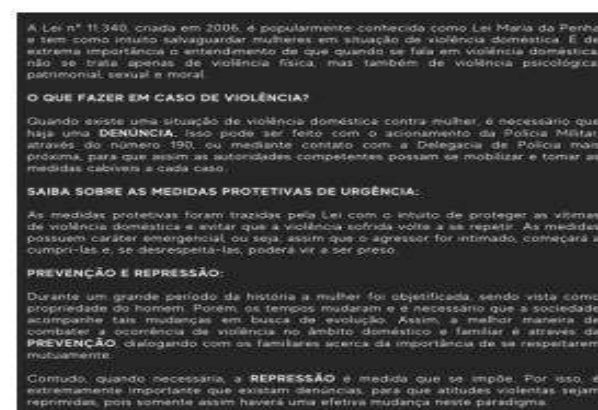 A Lei n° 11.340, criada em 2006, é popularmente conhecida como Lei Maria da Penha
e tem como intuito salvaguardar mulheres em situação de violência doméstica. É de
extrema importância o entendimento de que quando se fala em violência doméstica,
não se trata apenas de violência física, mas também de violência psicológica,
patrimonial, sexual e moral.
O QUE FAZER EM CASO DE VIOLÊNCIA?
Quando existe uma situação de violência doméstica contra mulher, é necessário que
haja uma DENÚNCIA. Isso pode ser feito com o acionamento da Polícia Militar,
através do número 190, ou mediante contato com a Delegacia de Polícia mais
próxima, para que assim as autoridades competentes possam se mobilizar e tomar as
medidas cabíveis a cada caso.
SAIBA SOBRE AS MEDIDAS PROTETIVAS DE URGÊNCIA:
As medidas protetivas foram trazidas pela Lei com o intuito de proteger as vítimas
de violência doméstica e evitar que a violência sofrida volte a se repetir. As medidas
possuem caráter emergencial, ou seja, assim que o agressor for intimado, começará a
cumpri-las e, se desrespeitá-las, poderá vir a ser preso.
PREVENÇÃO E REPRESSÃO:
Durante um grande período da história a mulher foi objetificada, sendo vista como
propriedade do homem. Porém, os tempos mudaram e é necessário que a sociedade
acompanhe tais mudanças em busca de evolução. Assim, a melhor maneira de
combater a ocorrência de violência no âmbito doméstico e familiar é através da
PREVENÇÃO, dialogando com os familiares acerca da importância de se respeitarem
mutuamente.
Contudo, quando necessária, a REPRESSÃO é medida que se impõe. Por isso, é
extremamente importante que existam denúncias, para que atitudes violentas sejam
reprimidas, pois somente assim haverá uma efetiva mudança neste paradigma.